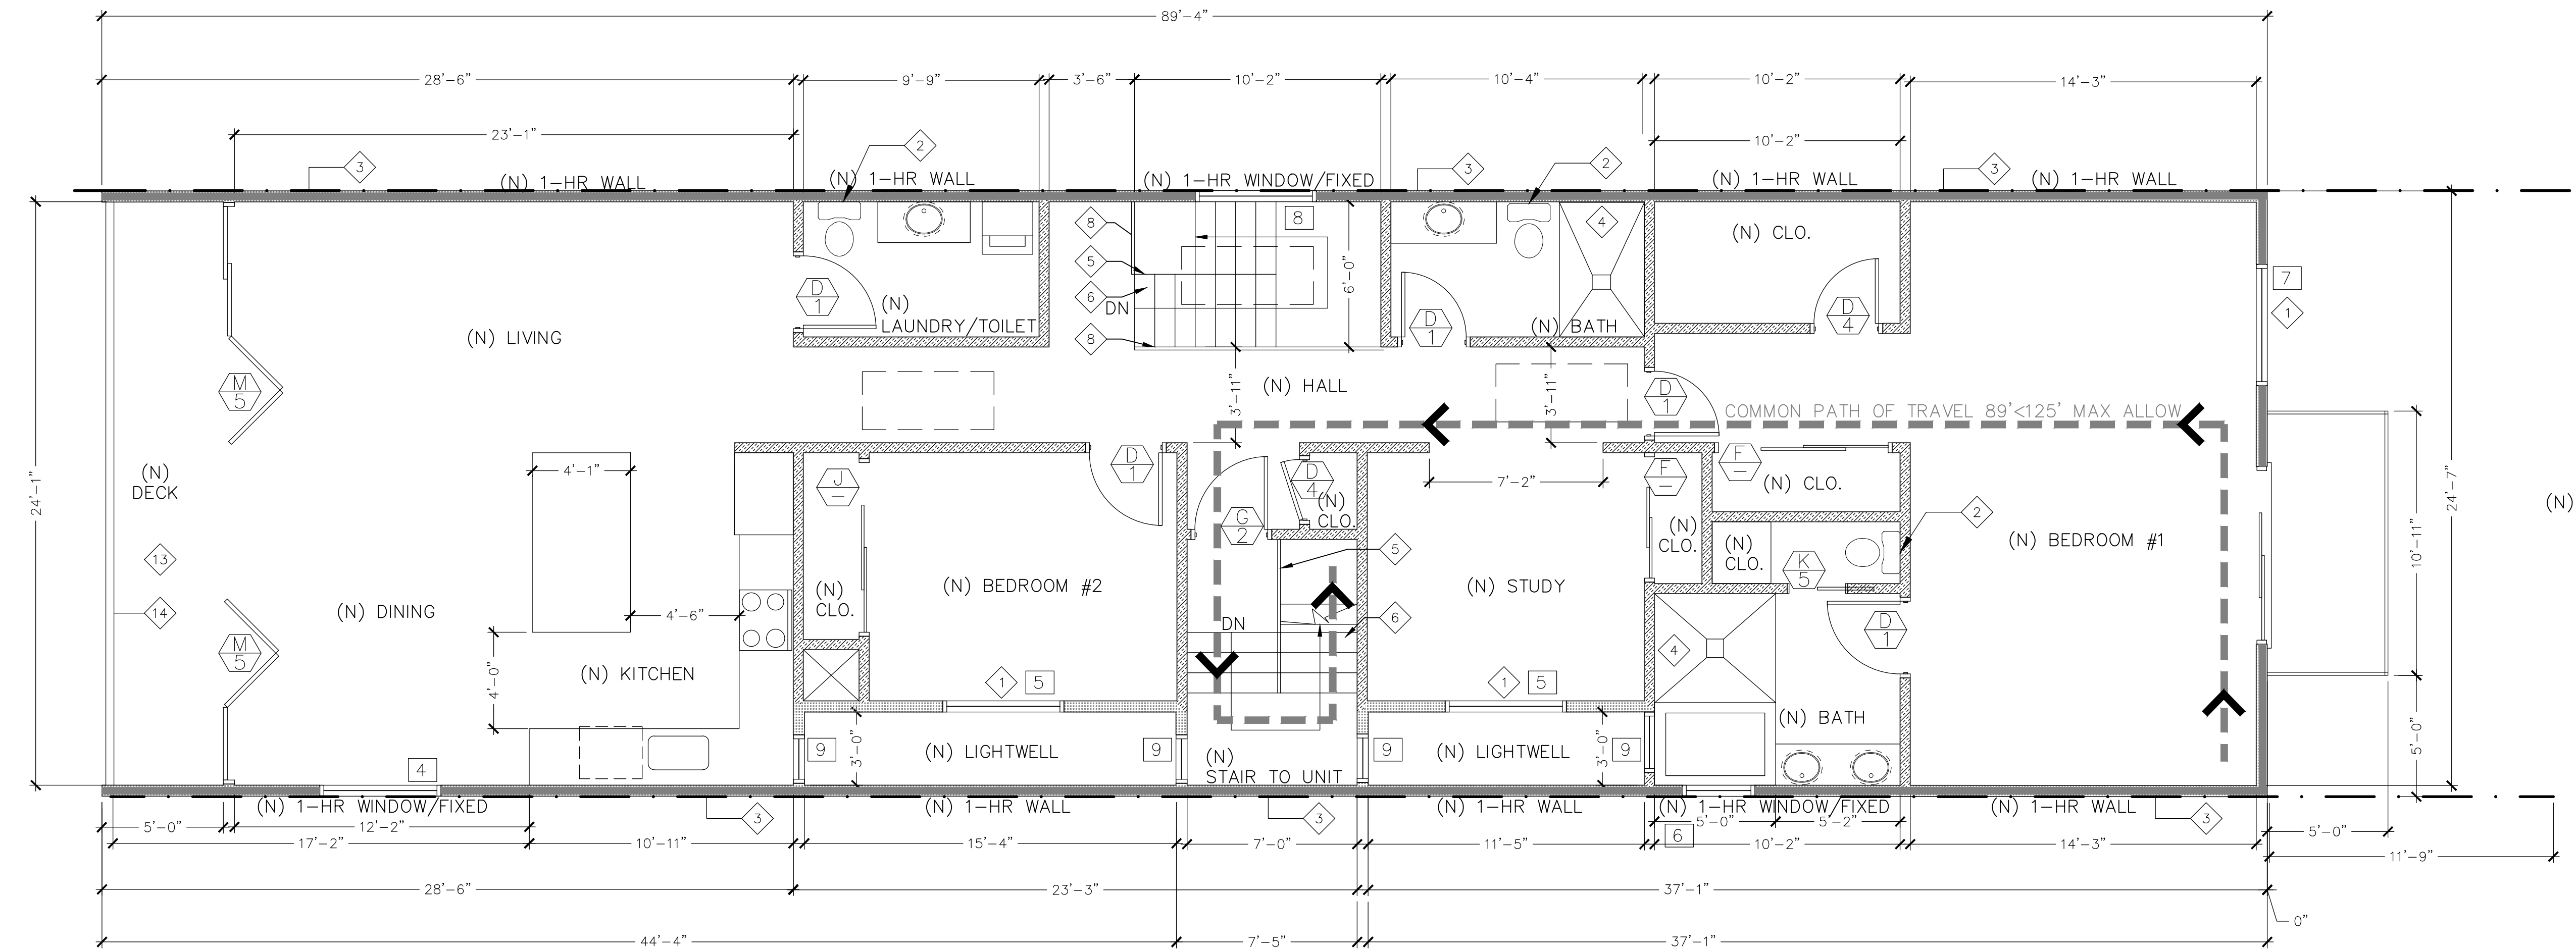 89'-4"
28'-6"
9'-9"
3'-6"
10'-2"
10'-4"
10'-2"
14'-3"
23'-1"
10'-2"
3
2
3
2
3
(N) 1-HR WALL
(N) 1-HR WALL
(N) 1-HR WINDOW/FIXED
(N) 1-HR WALL
(N) 1-HR WALL
8
8
4
(N) CLO.
5
6
DN
6'-0"
D
1
(N)
LAUNDRY/TOILET
8
D
1
(N) BATH
D
4
7
1
(N) LIVING
M
5
(N) HALL
3'-11"
3'-11"
D
1
COMMON PATH OF TRAVEL 89'<125' MAX ALLOW
24'-1"
(N)
DECK
4'-1"
J
–
D
1
D
4
(N)
CLO.
7'-2"
F
–
F
–
(N) CLO.
24'-7"
10'-11"
(N)
13
14
(N) DINING
4'-6"
(N)
CLO.
(N) BEDROOM #2
G
2
5
(N) STUDY
(N)
CLO.
(N)
CLO.
K
5
2
(N) BEDROOM #1
M
5
4'-0"
(N) KITCHEN
DN
6
D
1
4
1
5
1
5
(N) BATH
5'-0"
4
9
3'-0"
(N) LIGHTWELL
9
(N)
STAIR TO UNIT
9
(N) LIGHTWELL
9
3'-0"
(N) 1-HR WINDOW/FIXED
(N) 1-HR WALL
(N) 1-HR WALL
(N) 1-HR WINDOW/FIXED
(N) 1-HR WALL
3
3
3
5'-0"
12'-2"
5'-0"
5'-2"
5'-0"
6
17'-2"
10'-11"
15'-4"
7'-0"
11'-5"
10'-2"
14'-3"
11'-9"
28'-6"
23'-3"
37'-1"
0"
44'-4"
7'-5"
37'-1"